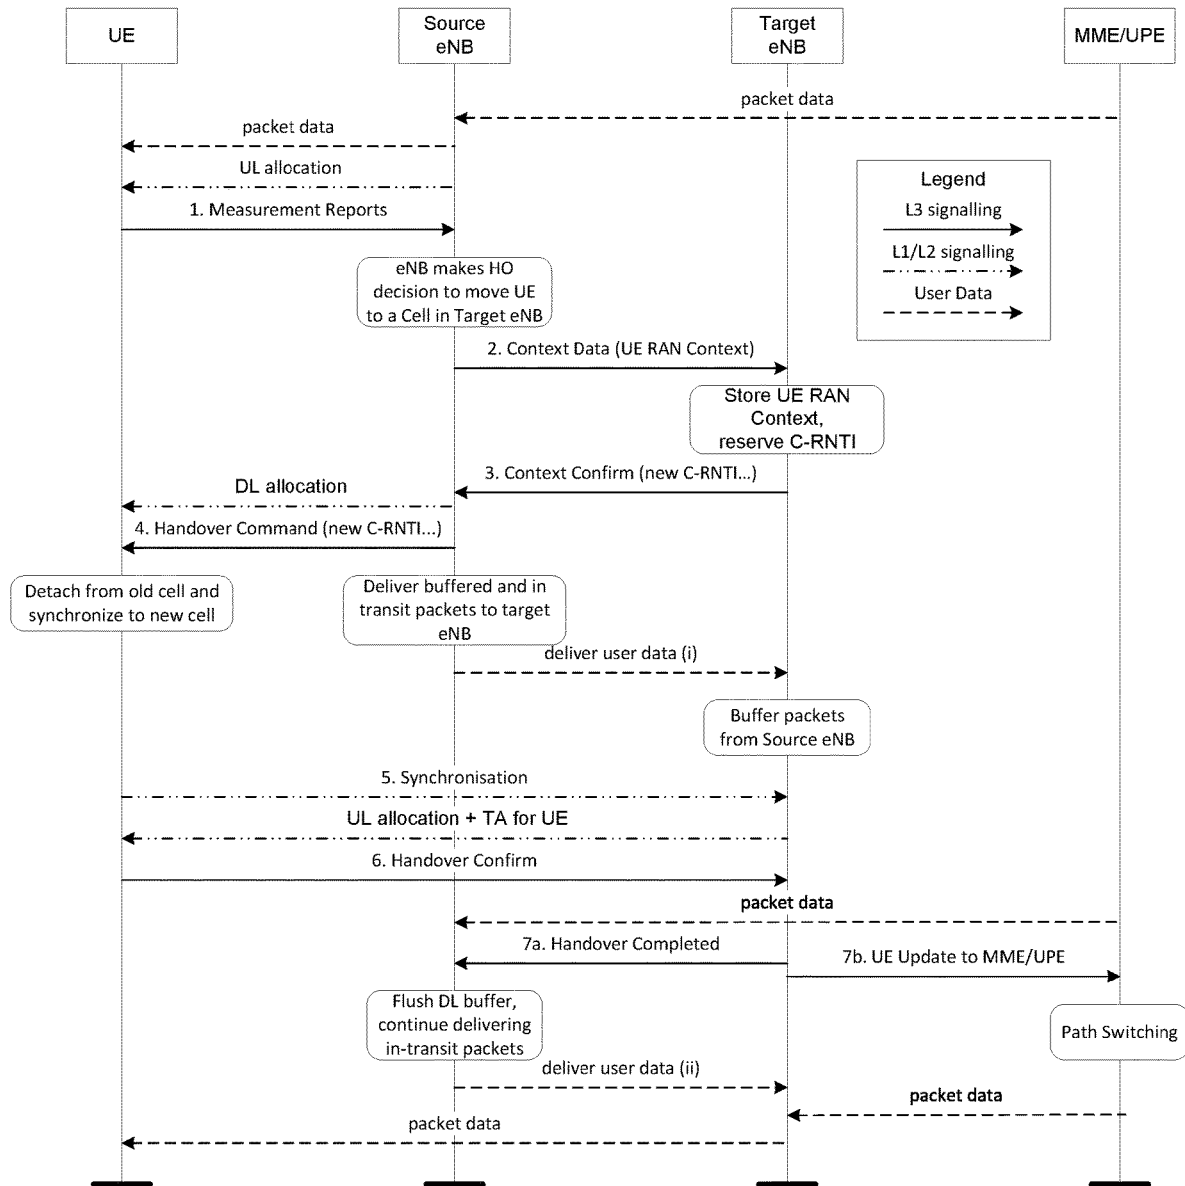 UE
Source
eNB
Target
eNB
MME/UPE
packet data
packet data
UL allocation
Legend
L3 signalling
L1/L2 signalling
User Data
1. Measurement Reports
eNB makes HO
decision to move UE
to a Cell in Target eNB
2. Context Data (UE RAN Context)
Store UE RAN
Context,
reserve C-RNTI
3. Context Confirm (new C-RNTI...)
DL allocation
4. Handover Command (new C-RNTI...)
Detach from old cell and
synchronize to new cell
Deliver buffered and in
transit packets to target
eNB
deliver user data (i)
Buffer packets
from Source eNB
5. Synchronisation
UL allocation + TA for UE
6. Handover Confirm
packet data
7a. Handover Completed
7b. UE Update to MME/UPE
Flush DL buffer,
continue delivering
in-transit packets
Path Switching
deliver user data (ii)
packet data
packet data